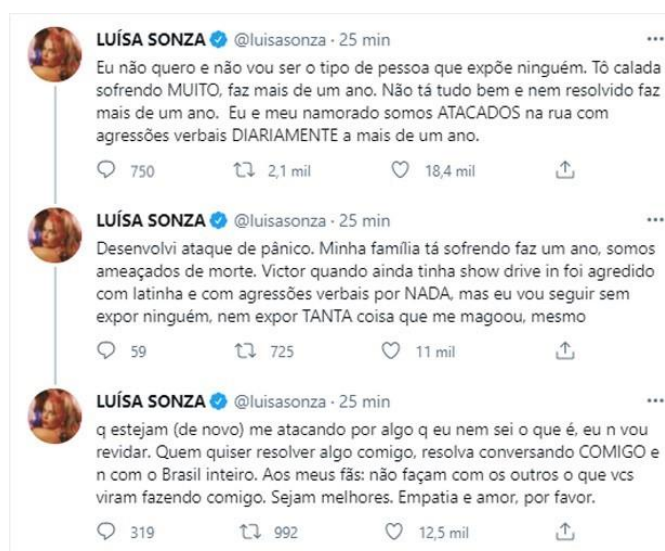 LUÍSA SONZA @luisasonza · 25 min
Eu não quero e não vou ser o tipo de pessoa que expõe ninguém. Tô calada
sofrendo MUITO, faz mais de um ano. Não tá tudo bem e nem resolvido faz
mais de um ano. Eu e meu namorado somos ATACADOS na rua com
agressões verbais DIARIAMENTE a mais de um ano.
750 2,1 mil 18,4 mil
LUÍSA SONZA @luisasonza · 25 min
Desenvolvi ataque de pânico. Minha família tá sofrendo faz um ano, somos
ameaçados de morte. Victor quando ainda tinha show drive in foi agredido
com latinha e com agressões verbais por NADA, mas eu vou seguir sem
expor ninguém, nem expor TANTA coisa que me magoou, mesmo
59 725 11 mil
LUÍSA SONZA @luisasonza · 25 min
q estejam (de novo) me atacando por algo q eu nem sei o que é, eu n vou
revidar. Quem quiser resolver algo comigo, resolva conversando COMIGO e
n com o Brasil inteiro. Aos meus fãs: não façam com os outros o que vcs
viram fazendo comigo. Sejam melhores. Empatia e amor, por favor.
319 992 12,5 mil